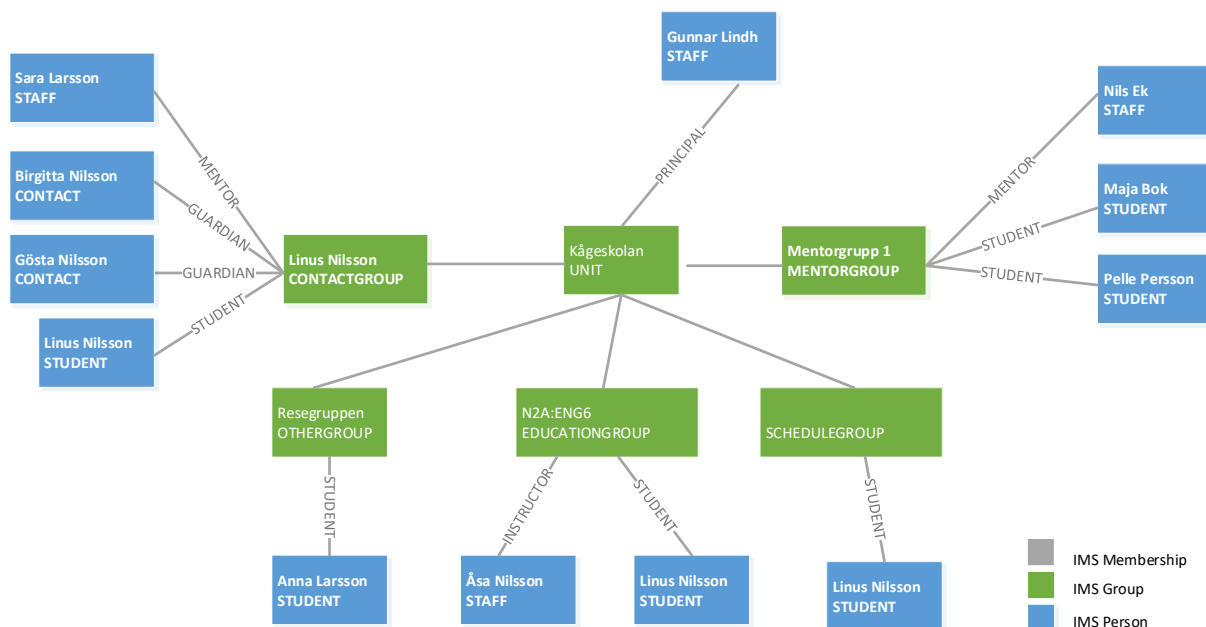 Gunnar Lindh
STAFF
Sara Larsson
STAFF
Nils Ek
STAFF
MENTOR
PRINCIPAL
MENTOR
Birgitta Nilsson
CONTACT
GUARDIAN
Maja Bok
STUDENT
STUDENT
Gösta Nilsson
CONTACT
GUARDIAN
Linus Nilsson
CONTACTGROUP
Kågeskolan
UNIT
Mentorgrupp 1
MENTORGROUP
STUDENT
Pelle Persson
STUDENT
STUDENT
Linus Nilsson
STUDENT
Resegruppen
OTHERGROUP
N2A:ENG6
EDUCATIONGROUP
SCHEDULEGROUP
STUDENT
INSTRUCTOR
STUDENT
STUDENT
Anna Larsson
STUDENT
Åsa Nilsson
STAFF
Linus Nilsson
STUDENT
Linus Nilsson
STUDENT
IMS Membership
IMS Group
IMS Person